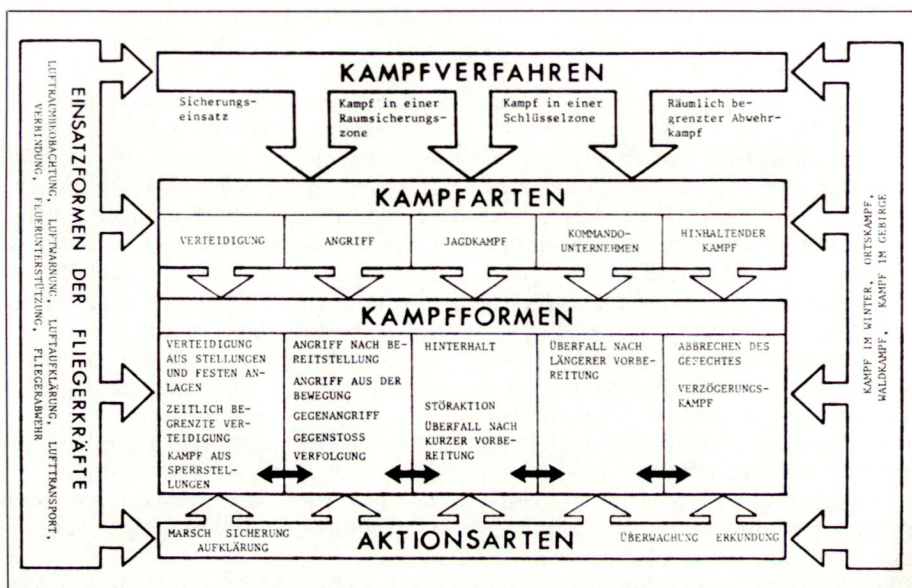 EINSATZFORMEN DER FLIEGERKRÄFTE
LUFTRAUMBEOBACHTUNG, LUFTWARNUNG, LUFTAUFKLÄRUNG, LUFTTRANSPORT,
VERBINDUNG, FEUERUNTERSTÜTZUNG, FLIEGERABWEHR
KAMPFVERFAHREN
Sicherungs-
einsatz
Kampf in einer
Raumsicherungs-
zone
Kampf in einer
Schlüsselzone
Räumlich be-
grenzter Abwehr-
kampf
KAMPFARTEN
VERTEIDIGUNG
ANGRIFF
JAGDKAMPF
KOMMANDO-
UNTERNEHMEN
HINHALTENDER
KAMPF
KAMPFFORMEN
VERTEIDIGUNG
AUS STELLUNGEN
UND FESTEN AN-
LAGEN
ZEITLICH BE-
GRENZTE VER-
TEIDIGUNG
KAMPF AUS
SPERRSTEL-
LUNGEN
ANGRIFF NACH BE-
REITSTELLUNG
ANGRIFF AUS DER
BEWEGUNG
GEGENANGRIFF
GEGENSTOSS
VERFOLGUNG
HINTERHALT
STÖRAKTION
ÜBERFALL NACH
KURZER VORBE-
REITUNG
ÜBERFALL NACH
LÄNGERER VORBE-
REITUNG
ABBRECHEN DES
GEFECHTES
VERZÖGERUNGS-
KAMPF
MARSCH SICHERUNG
AUFKLÄRUNG
AKTIONSARTEN
ÜBERWACHUNG ERKUNDUNG
KAMPF IM WINTER, ORTSKAMPF,
WALDKAMPF, KAMPF IM GEBIRGE